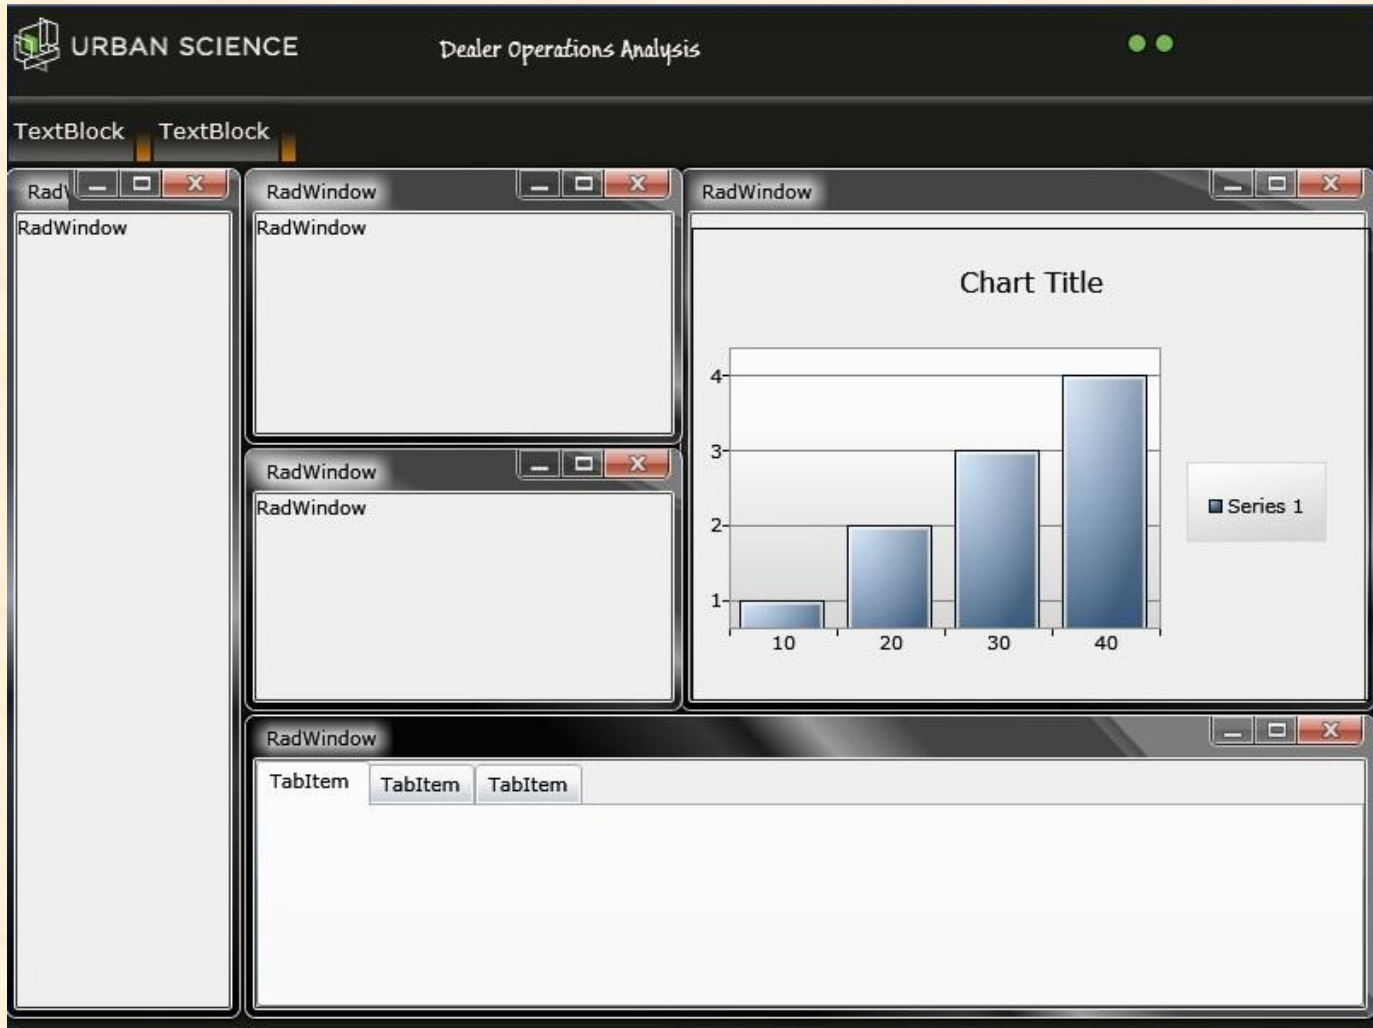 URBAN SCIENCE
Dealer Operations Analysis
TextBlock TextBlock
Rad
RadWindow
RadWindow
RadWindow
RadWindow
RadWindow
RadWindow
Chart Title
4
3
2
1
10 20 30 40
Series 1
RadWindow
TabItem TabItem TabItem